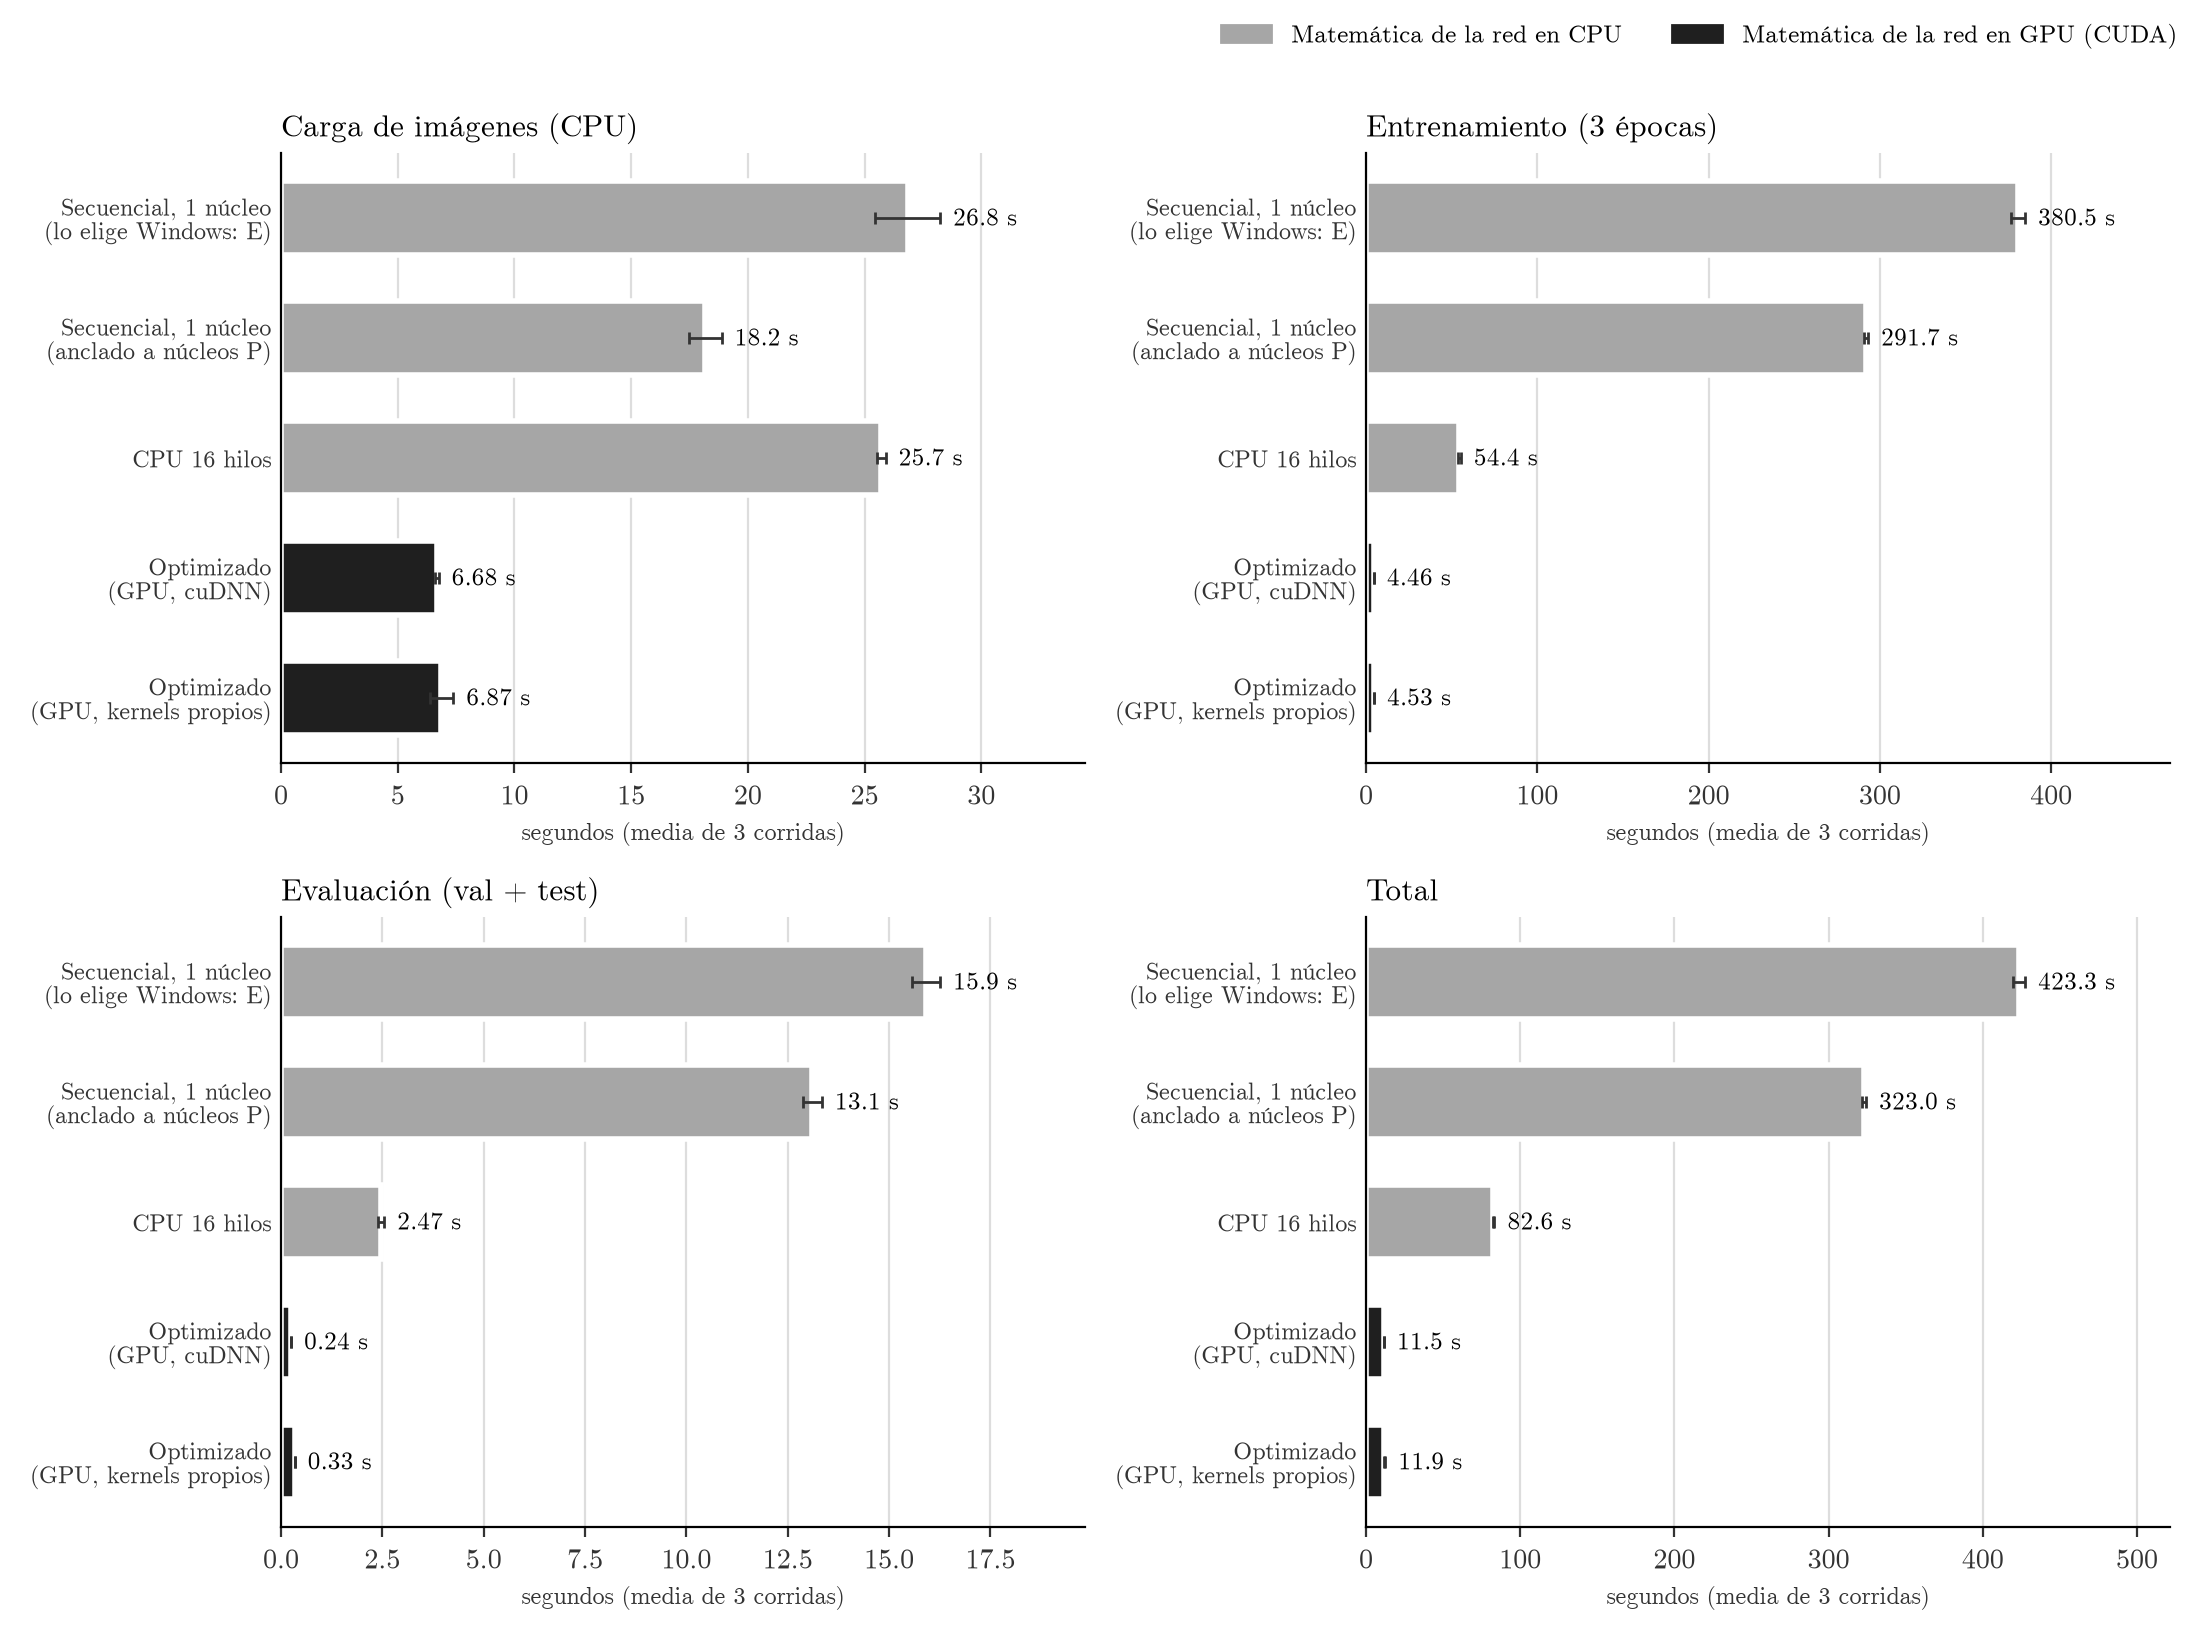 Matemática de la red en CPU
Matemática de la red en GPU (CUDA)
Carga de imágenes (CPU)
Secuencial, 1 núcleo
(lo elige Windows: E)
26.8 s
Secuencial, 1 núcleo
(anclado a núcleos P)
18.2 s
CPU 16 hilos
25.7 s
Optimizado
(GPU, cuDNN)
6.68 s
Optimizado
(GPU, kernels propios)
6.87 s
0 5 10 15 20 25 30
segundos (media de 3 corridas)
Entrenamiento (3 épocas)
Secuencial, 1 núcleo
(lo elige Windows: E)
380.5 s
Secuencial, 1 núcleo
(anclado a núcleos P)
291.7 s
CPU 16 hilos
54.4 s
Optimizado
(GPU, cuDNN)
4.46 s
Optimizado
(GPU, kernels propios)
4.53 s
0 100 200 300 400
segundos (media de 3 corridas)
Evaluación (val + test)
Secuencial, 1 núcleo
(lo elige Windows: E)
15.9 s
Secuencial, 1 núcleo
(anclado a núcleos P)
13.1 s
CPU 16 hilos
2.47 s
Optimizado
(GPU, cuDNN)
0.24 s
Optimizado
(GPU, kernels propios)
0.33 s
0.0 2.5 5.0 7.5 10.0 12.5 15.0 17.5
segundos (media de 3 corridas)
Total
Secuencial, 1 núcleo
(lo elige Windows: E)
423.3 s
Secuencial, 1 núcleo
(anclado a núcleos P)
323.0 s
CPU 16 hilos
82.6 s
Optimizado
(GPU, cuDNN)
11.5 s
Optimizado
(GPU, kernels propios)
11.9 s
0 100 200 300 400 500
segundos (media de 3 corridas)